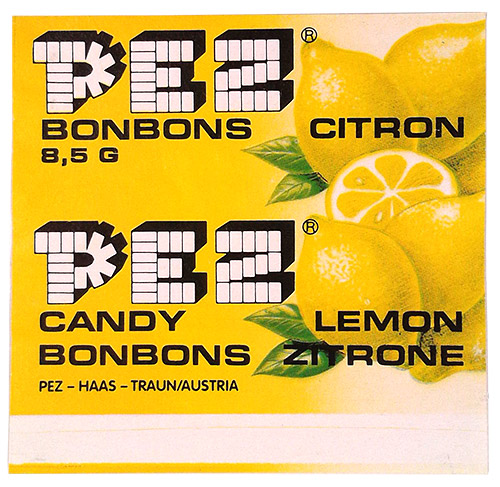 PEZ®
BONBONS CITRON
8,5 G
PEZ®
CANDY LEMON
BONBONS ZITRONE
PEZ – HAAS – TRAUN/AUSTRIA